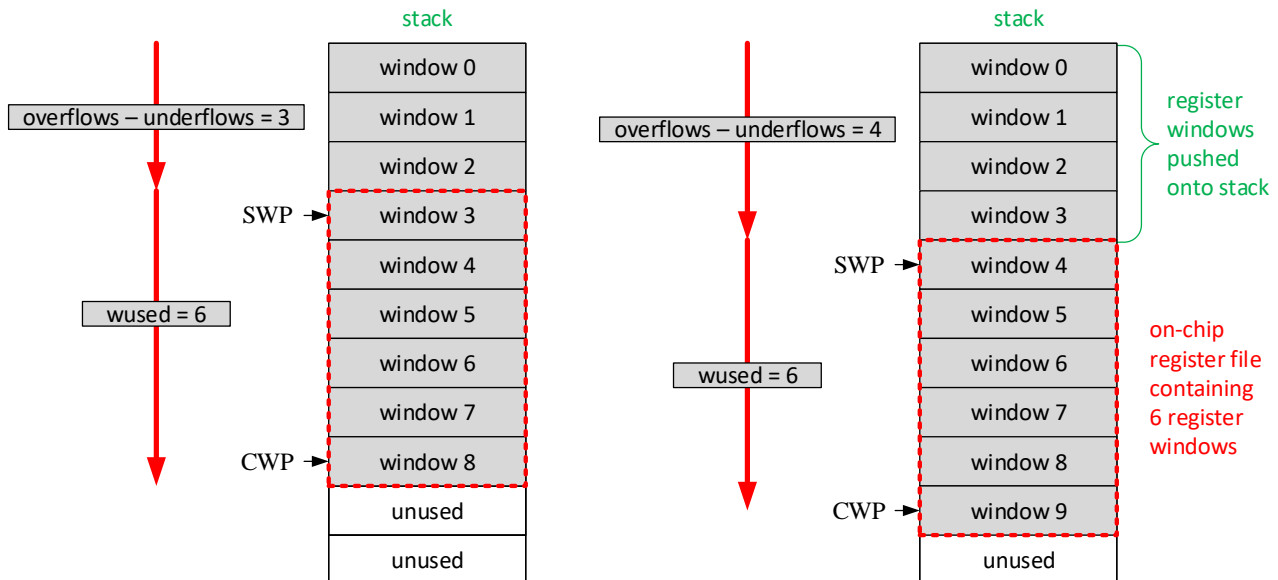 stack
window 0
window 1
overflows – underflows = 3
window 2
SWP
window 3
window 4
window 5
wused = 6
window 6
window 7
CWP
window 8
unused
unused
stack
window 0
window 1
overflows – underflows = 4
window 2
window 3
register
windows
pushed
onto stack
SWP
window 4
window 5
window 6
wused = 6
window 7
window 8
CWP
window 9
unused
on-chip
register file
containing
6 register
windows